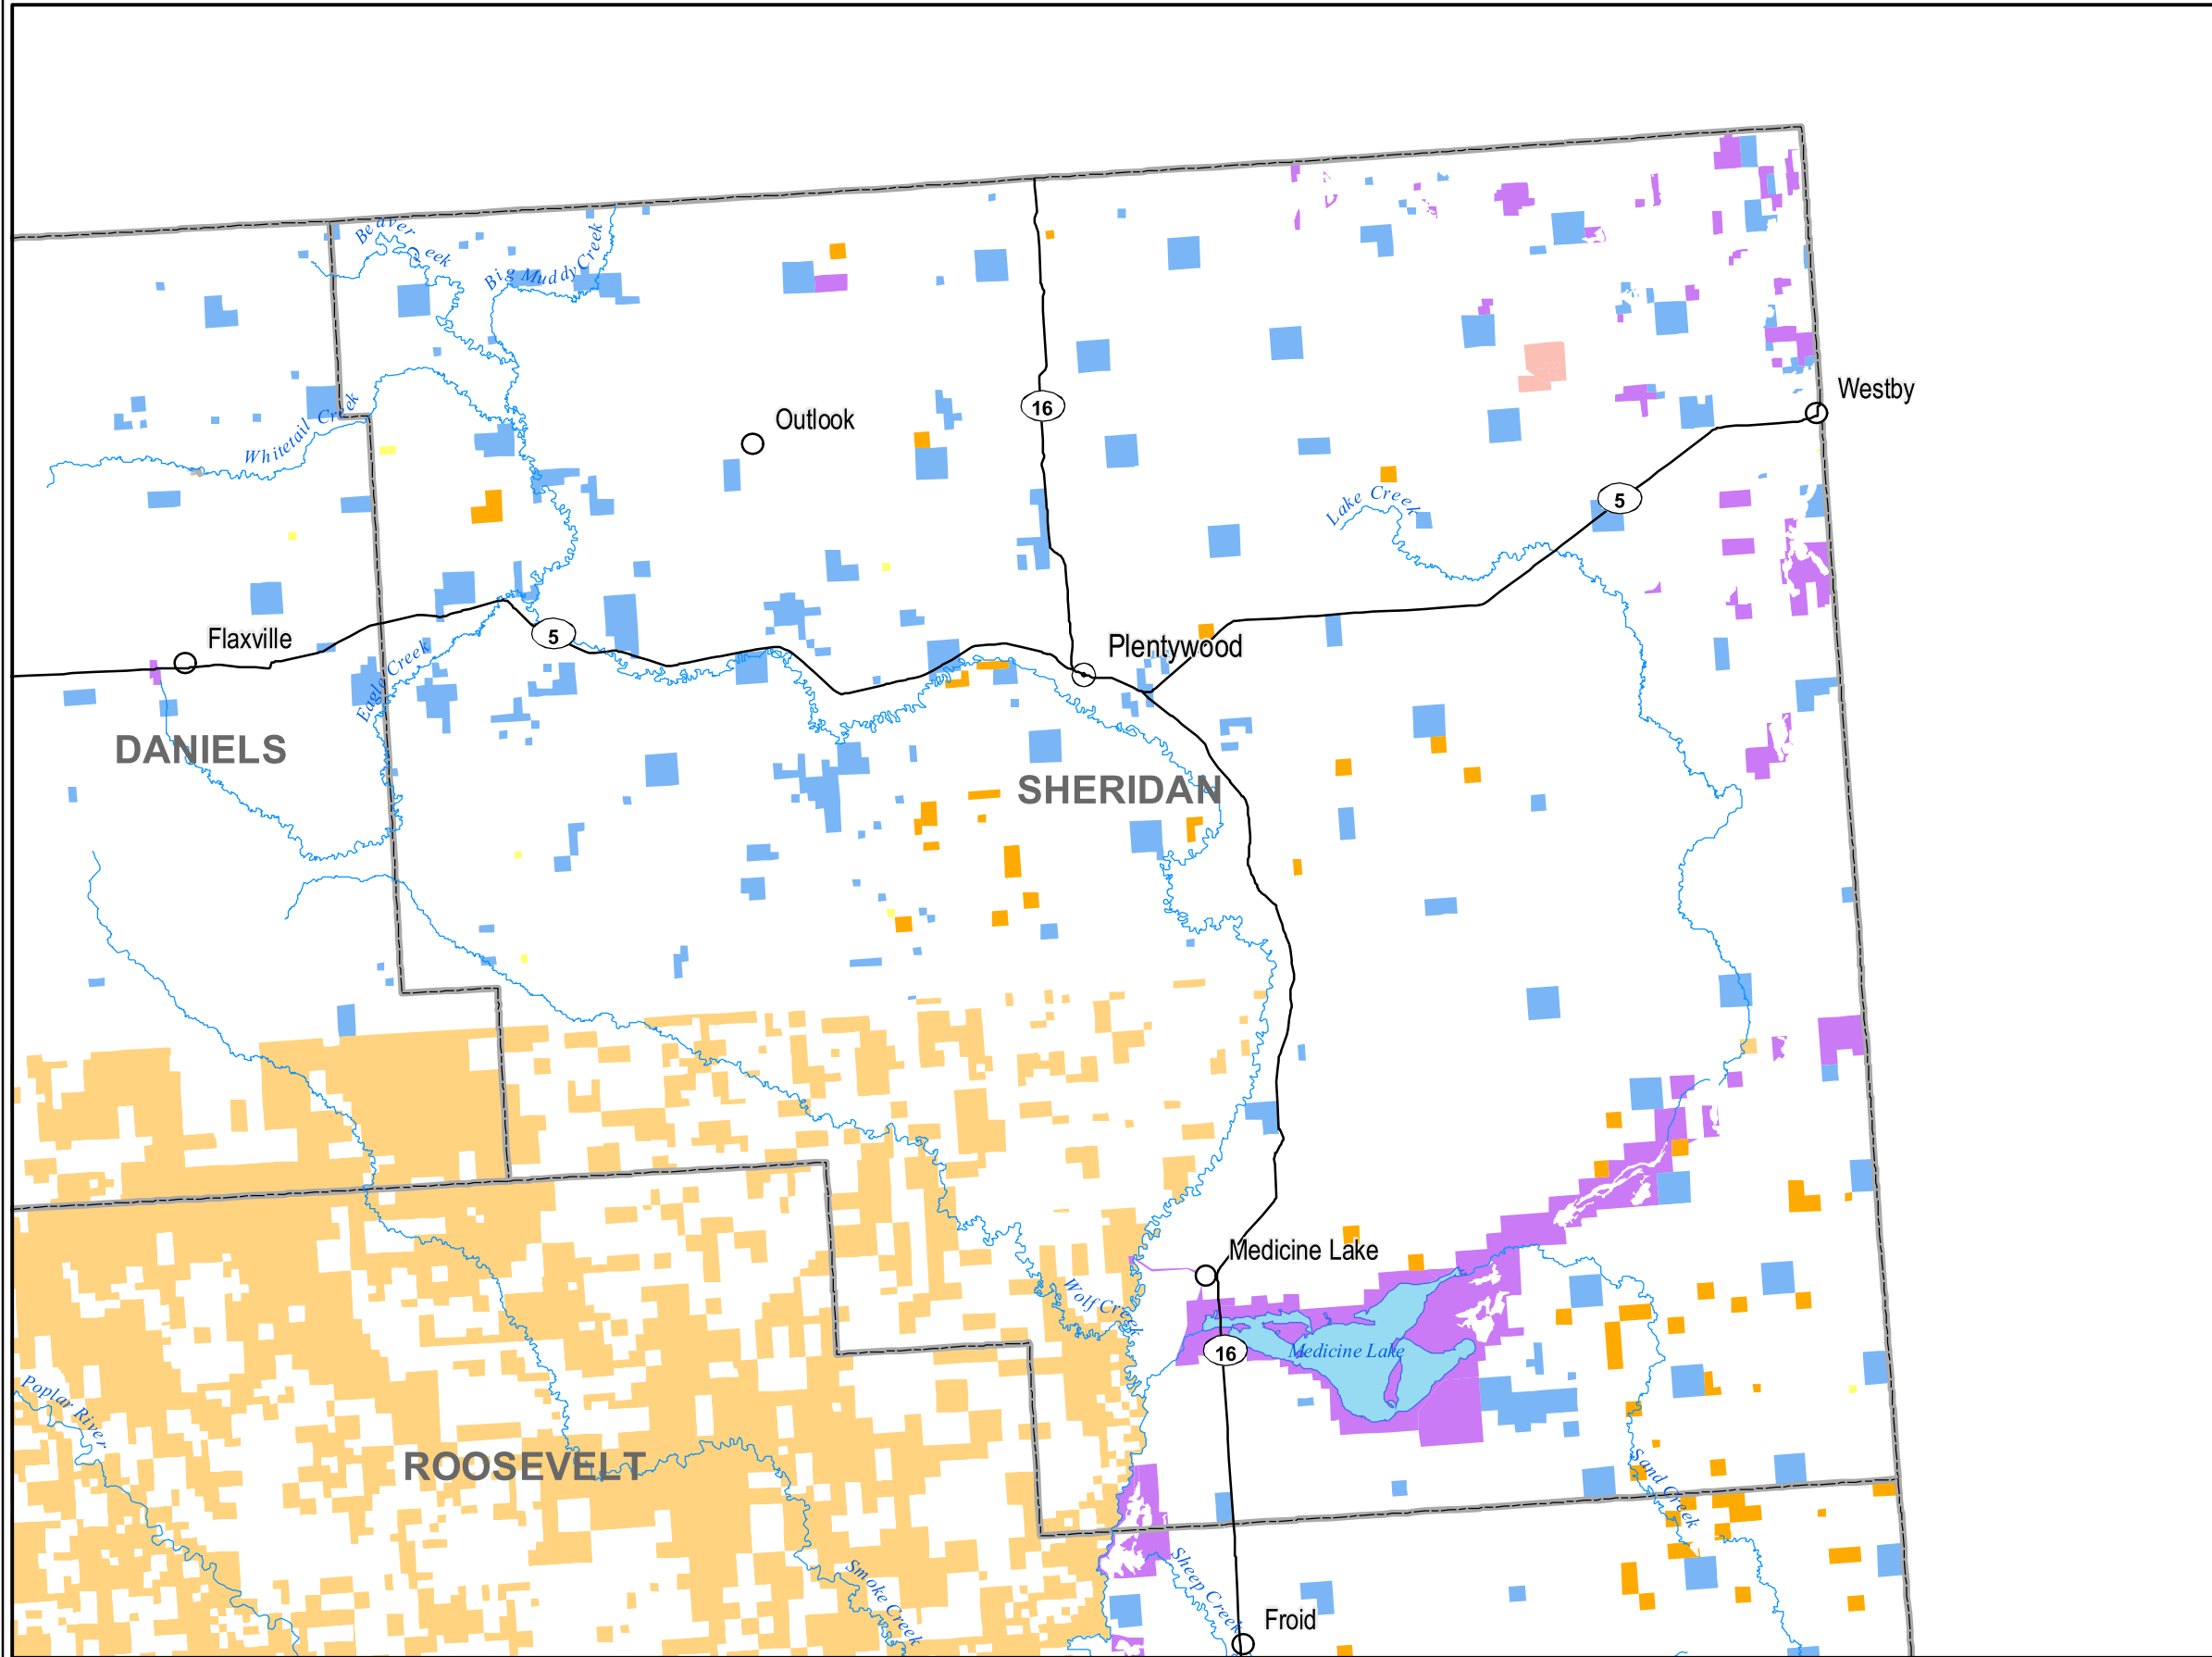 Beaver Creek
Big Muddy Creek
Westby
16
Outlook
Whitetail Creek
Lake Creek
5
Flaxville
5
Plentywood
Eagle Creek
DANIELS
SHERIDAN
Medicine Lake
Wolf Creek
16
Medicine Lake
Poplar River
ROOSEVELT
Sand Creek
Smoke Creek
Sheep Creek
Froid